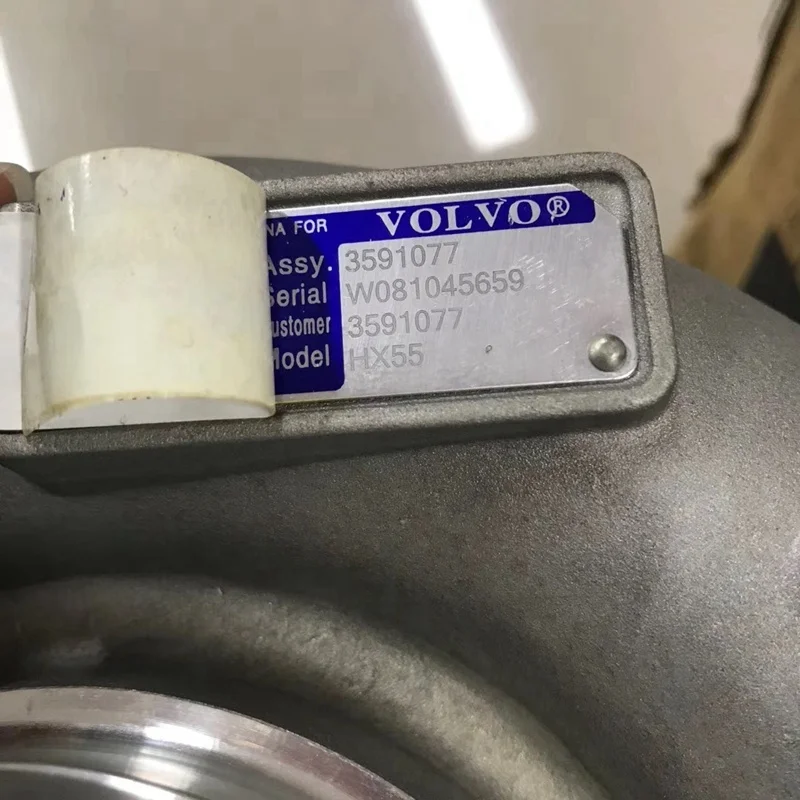 NA FOR VOLVO®
Assy. 3591077
Serial W081045659
ustomer 3591077
Model HX55